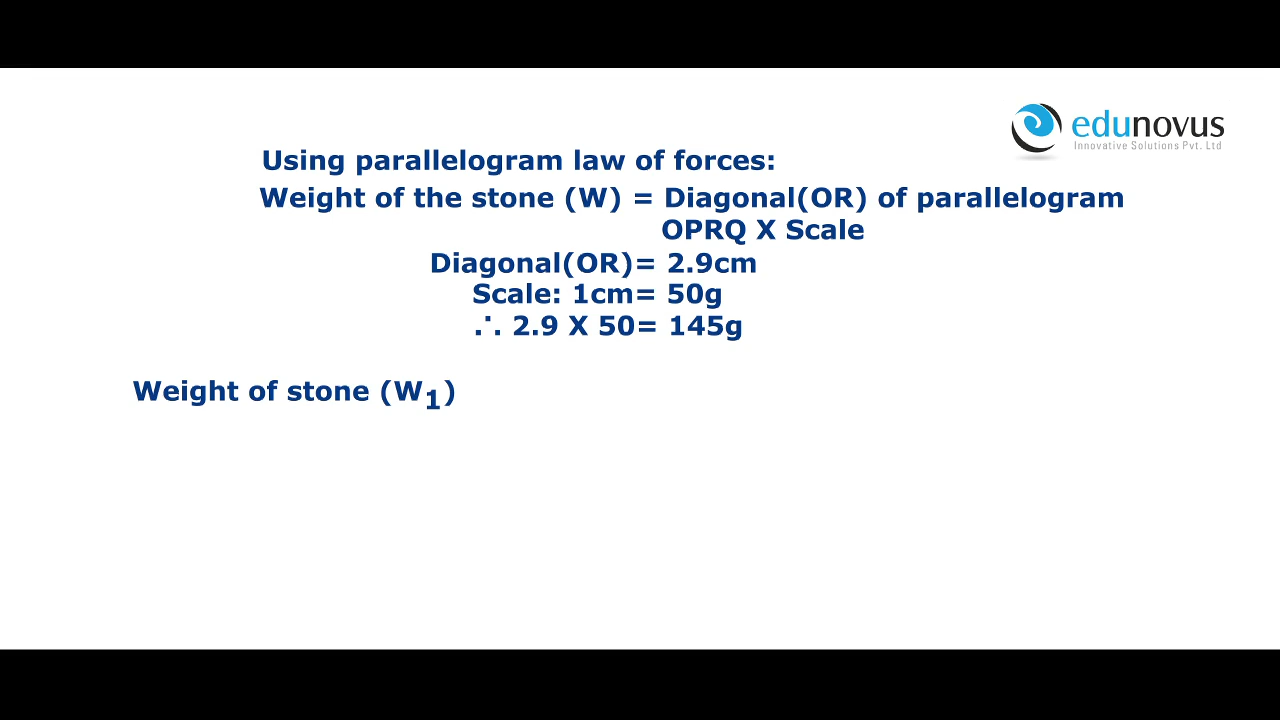 edunovus
Innovative Solutions Pvt. Ltd
Using parallelogram law of forces:
Weight of the stone (W) = Diagonal(OR) of parallelogram
OPRQ X Scale
Diagonal(OR)= 2.9cm
Scale: 1cm= 50g
∴ 2.9 X 50= 145g
Weight of stone (W₁)